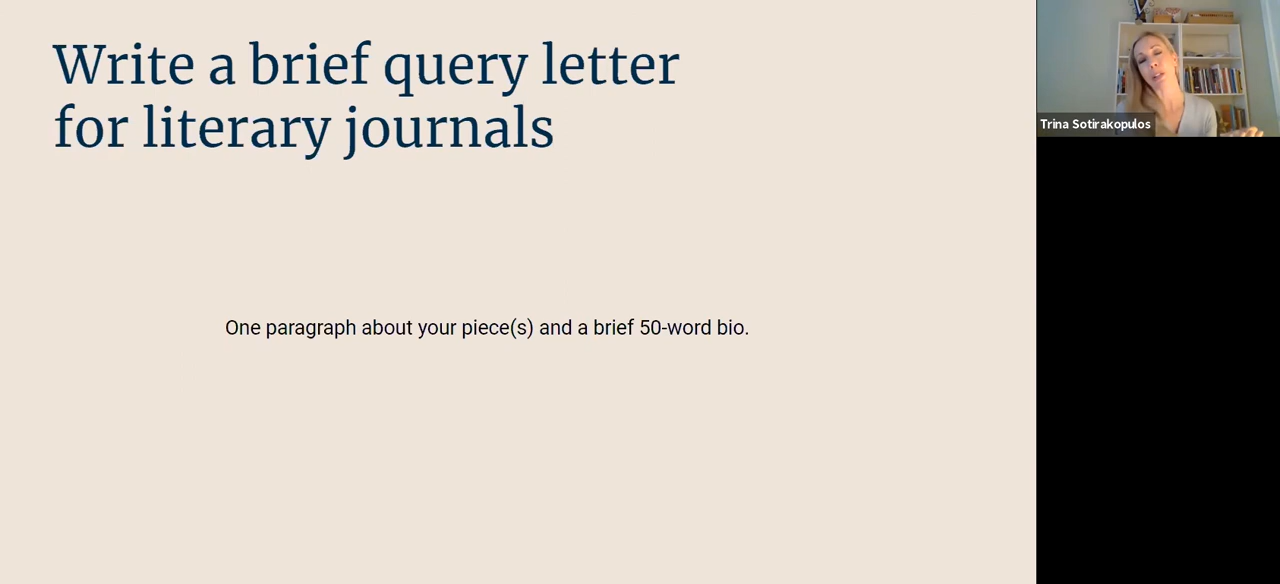 Write a brief query letter
for literary journals
One paragraph about your piece(s) and a brief 50-word bio.
Trina Sotirakopulos